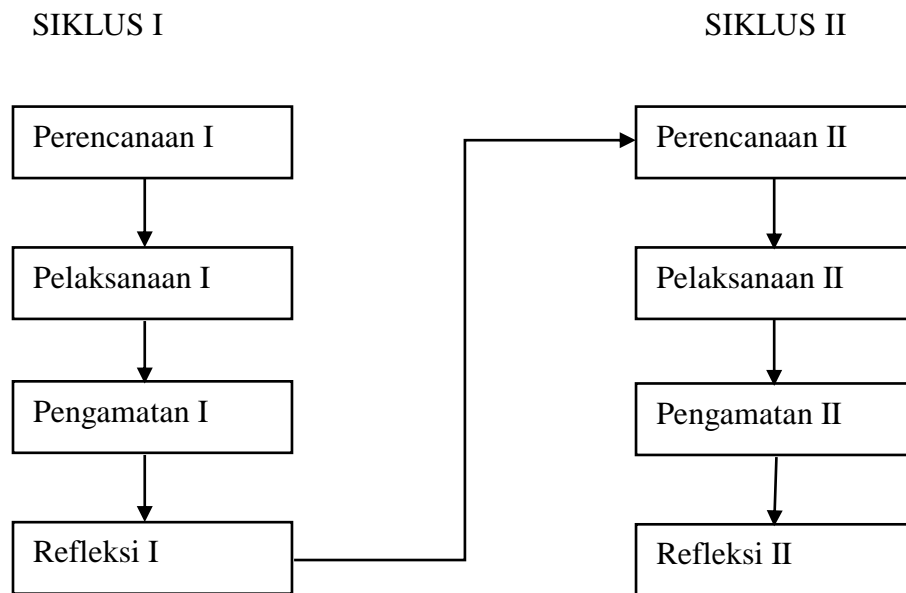 SIKLUS I
SIKLUS II
Perencanaan I
Pelaksanaan I
Pengamatan I
Refleksi I
Perencanaan II
Pelaksanaan II
Pengamatan II
Refleksi II